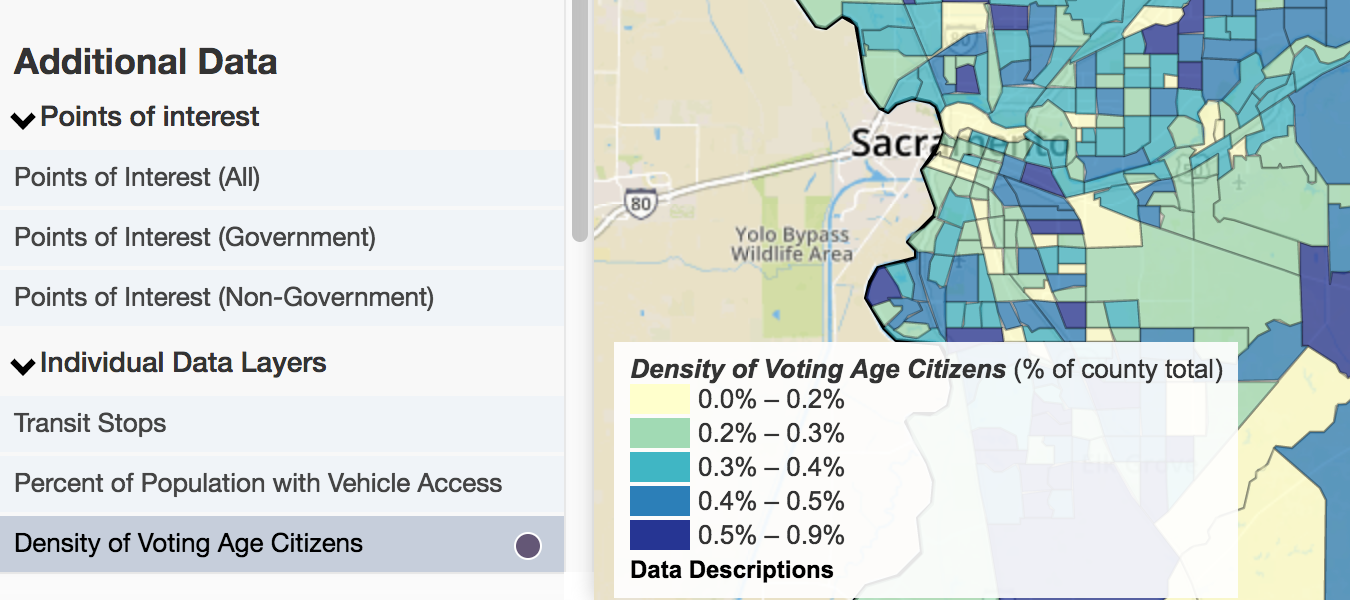 Additional Data
Points of interest
Points of Interest (All)
Points of Interest (Government)
Points of Interest (Non-Government)
Individual Data Layers
Transit Stops
Percent of Population with Vehicle Access
Density of Voting Age Citizens
80
Sacramento
80
80
Yolo Bypass
Wildlife Area
Density of Voting Age Citizens (% of county total)
0.0% – 0.2%
0.2% – 0.3%
0.3% – 0.4%
0.4% – 0.5%
0.5% – 0.9%
Data Descriptions